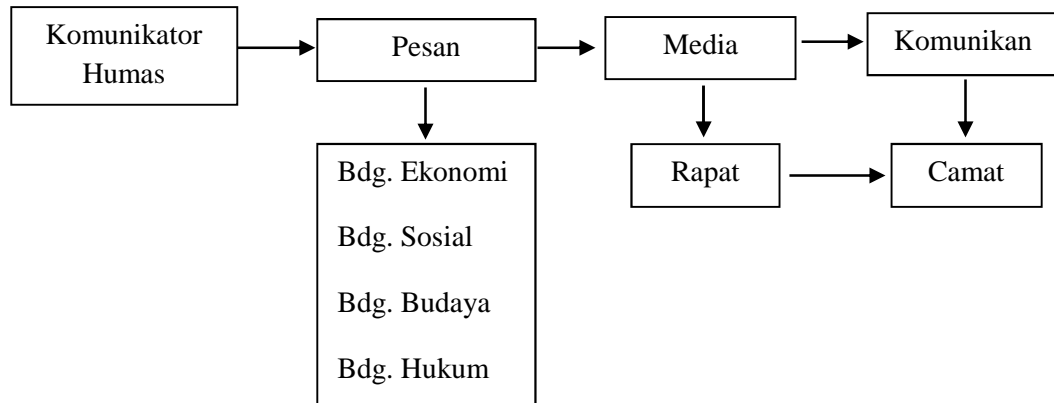 Komunikator
Humas
Pesan
Media
Komunikan
Bdg. Ekonomi
Bdg. Sosial
Bdg. Budaya
Bdg. Hukum
Rapat
Camat